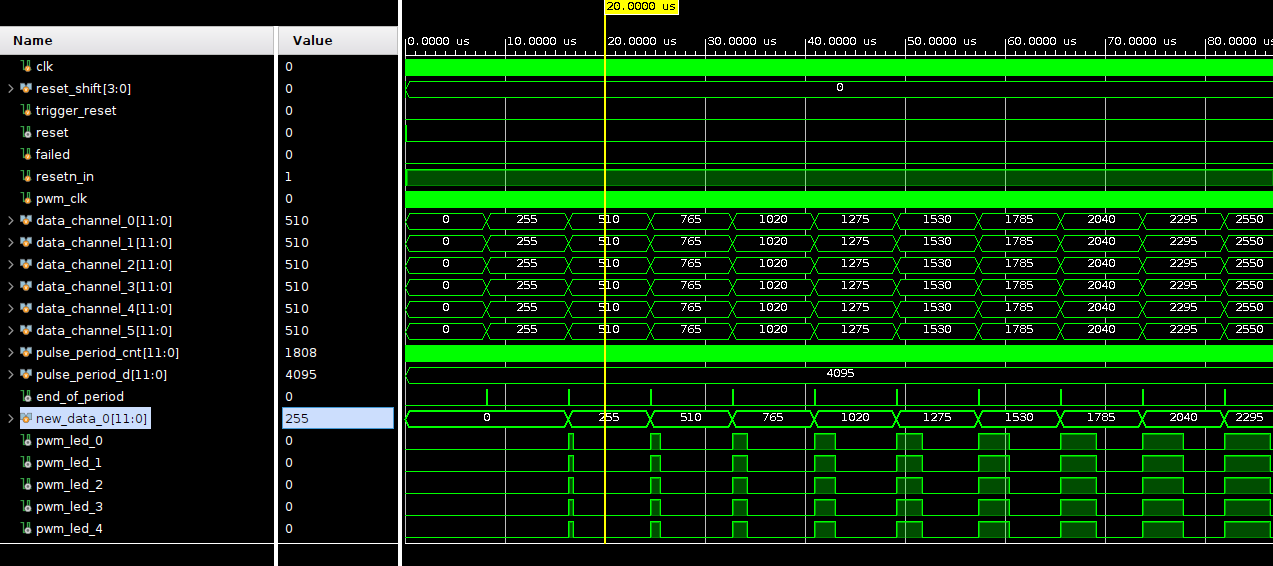 20.0000 us
Name Value
0.0000 us 10.0000 us 20.0000 us 30.0000 us 40.0000 us 50.0000 us 60.0000 us 70.0000 us 80.0000 us
clk 0
reset_shift[3:0] 0 0
trigger_reset 0
reset 0
failed 0
resetn_in 1
pwm_clk 0
data_channel_0[11:0] 510 0 255 510 765 1020 1275 1530 1785 2040 2295 2550
data_channel_1[11:0] 510 0 255 510 765 1020 1275 1530 1785 2040 2295 2550
data_channel_2[11:0] 510 0 255 510 765 1020 1275 1530 1785 2040 2295 2550
data_channel_3[11:0] 510 0 255 510 765 1020 1275 1530 1785 2040 2295 2550
data_channel_4[11:0] 510 0 255 510 765 1020 1275 1530 1785 2040 2295 2550
data_channel_5[11:0] 510 0 255 510 765 1020 1275 1530 1785 2040 2295 2550
pulse_period_cnt[11:0] 1808
pulse_period_d[11:0] 4095 4095
end_of_period 0
new_data_0[11:0] 255 0 255 510 765 1020 1275 1530 1785 2040 2295
pwm_led_0 0
pwm_led_1 0
pwm_led_2 0
pwm_led_3 0
pwm_led_4 0